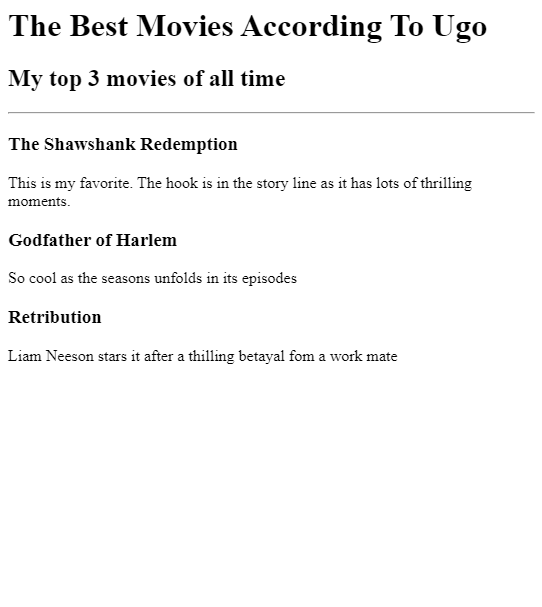 The Best Movies According To Ugo
My top 3 movies of all time
The Shawshank Redemption
This is my favorite. The hook is in the story line as it has lots of thrilling
moments.
Godfather of Harlem
So cool as the seasons unfolds in its episodes
Retribution
Liam Neeson stars it after a thilling betayal fom a work mate